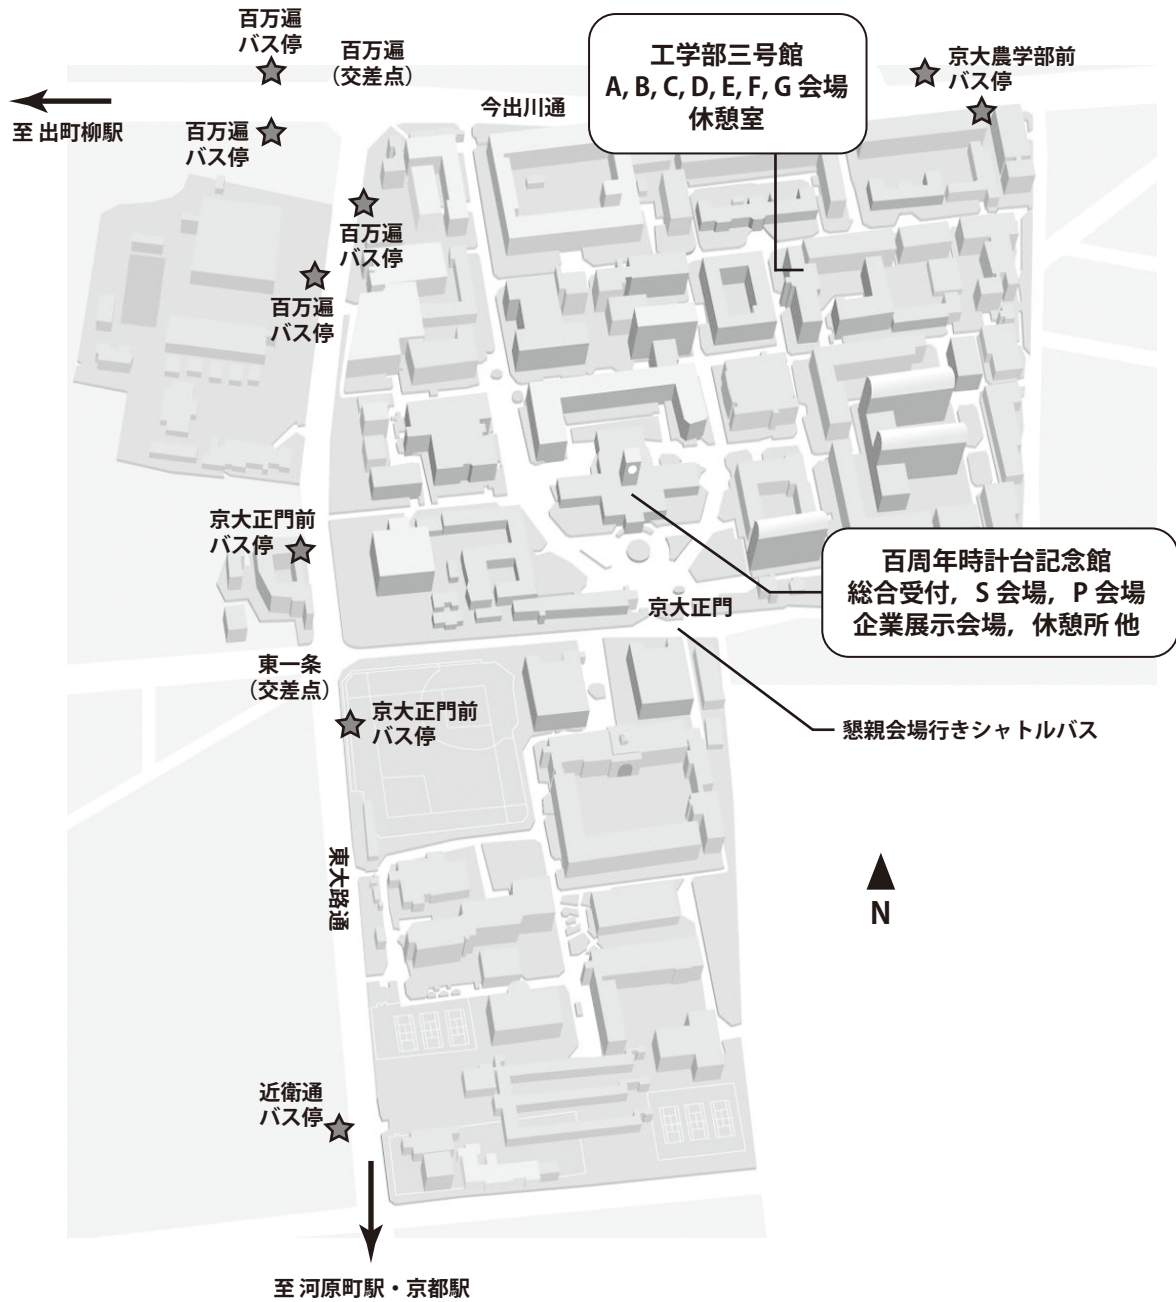 百万遍
バス停
百万遍
（交差点）
工学部三号館
A, B, C, D, E, F, G 会場
休憩室
京大農学部前
バス停
今出川通
至 出町柳駅
百万遍
バス停
百万遍
バス停
百万遍
バス停
京大正門前
バス停
百周年時計台記念館
総合受付， S 会場， P 会場
企業展示会場， 休憩所 他
京大正門
東一条
（交差点）
京大正門前
バス停
懇親会場行きシャトルバス
東大路通
N
近衛通
バス停
至 河原町駅・京都駅